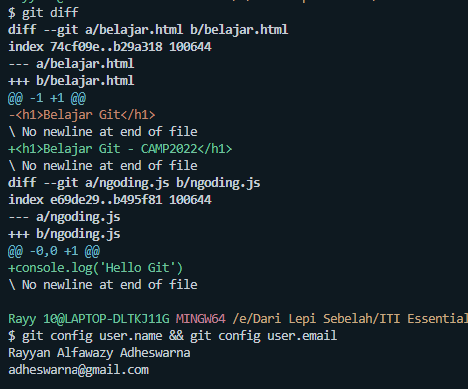 $ git diff
diff --git a/belajar.html b/belajar.html
index 74cf09e..b29a318 100644
--- a/belajar.html
+++ b/belajar.html
@@ -1 +1 @@
-<h1>Belajar Git</h1>
\ No newline at end of file
+<h1>Belajar Git - CAMP2022</h1>
\ No newline at end of file
diff --git a/ngoding.js b/ngoding.js
index e69de29..b495f81 100644
--- a/ngoding.js
+++ b/ngoding.js
@@ -0,0 +1 @@
+console.log('Hello Git')
\ No newline at end of file
Rayy 10@LAPTOP-DLTKJ11G MINGW64 /e/Dari Lepi Sebelah/ITI Essential
$ git config user.name && git config user.email
Rayyan Alfawazy Adheswarna
adheswarna@gmail.com